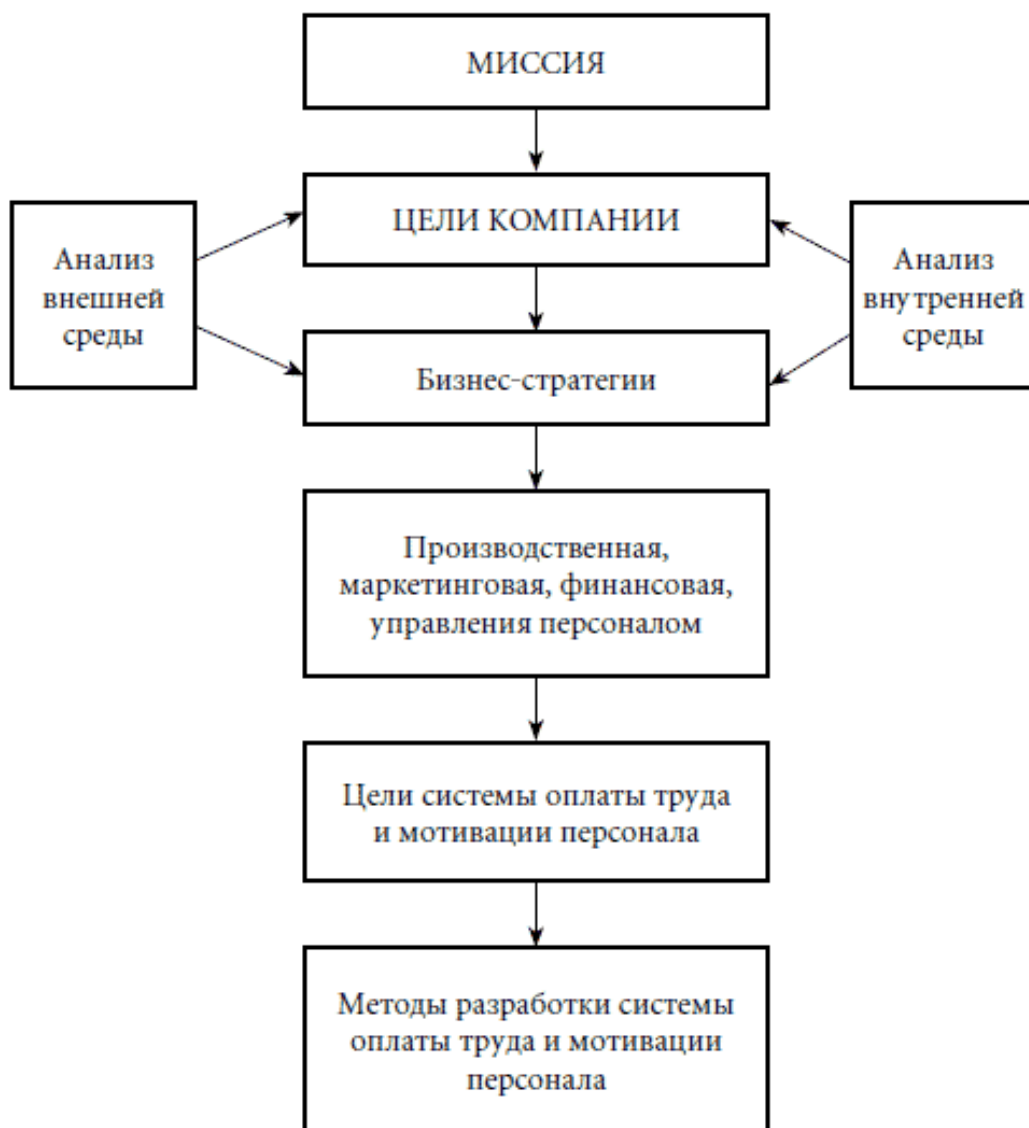 МИССИЯ
ЦЕЛИ КОМПАНИИ
Анализ
внешней
среды
Анализ
внутренней
среды
Бизнес-стратегии
Производственная,
маркетинговая, финансовая,
управления персоналом
Цели системы оплаты труда
и мотивации персонала
Методы разработки системы
оплаты труда и мотивации
персонала